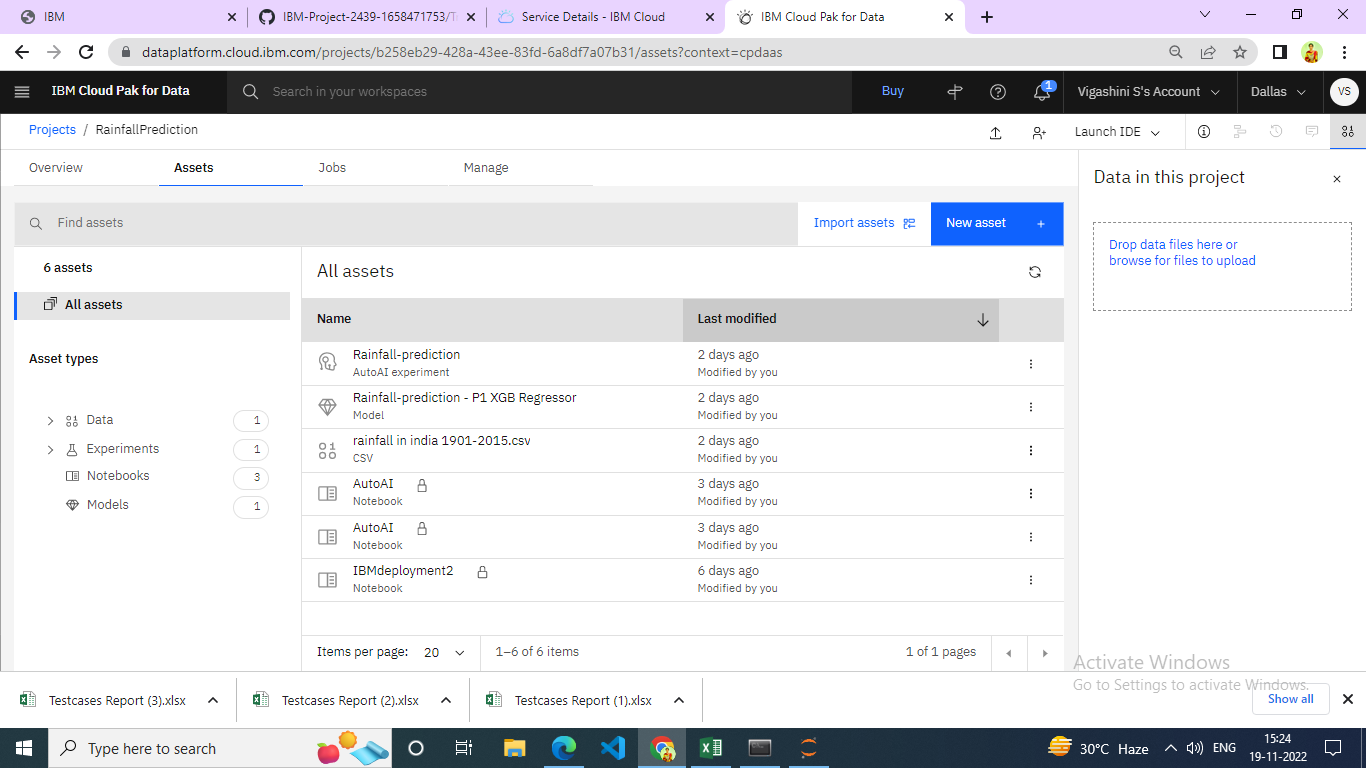 IBM
IBM-Project-2439-1658471753/T
Service Details - IBM Cloud
IBM Cloud Pak for Data
dataplatform.cloud.ibm.com/projects/b258eb29-428a-43ee-83fd-6a8df7a07b31/assets?context=cpdaas
IBM Cloud Pak for Data
Search in your workspaces
Buy
1
Vigashini S's Account
Dallas
VS
Projects / RainfallPrediction
Launch IDE
Overview
Assets
Jobs
Manage
Data in this project
Find assets
Import assets
New asset +
Drop data files here or
browse for files to upload
6 assets
All assets
All assets
Name
Last modified
Asset types
Data 1
Experiments 1
Notebooks 3
Models 1
Rainfall-prediction
AutoAI experiment
2 days ago
Modified by you
Rainfall-prediction - P1 XGB Regressor
Model
2 days ago
Modified by you
rainfall in india 1901-2015.csv
CSV
2 days ago
Modified by you
AutoAI
Notebook
3 days ago
Modified by you
AutoAI
Notebook
3 days ago
Modified by you
IBMdeployment2
Notebook
6 days ago
Modified by you
Items per page: 20
1–6 of 6 items
1 of 1 pages
Activate Windows
Go to Settings to activate Windows.
Testcases Report (3).xlsx
Testcases Report (2).xlsx
Testcases Report (1).xlsx
Show all
Type here to search
30°C Haze
ENG
15:24
19-11-2022